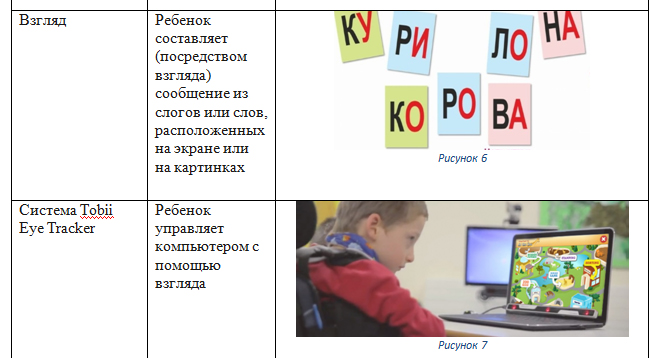 Взгляд
Ребенок
составляет
(посредством
взгляда)
сообщение из
слогов или слов,
расположенных
на экране или
на картинках
КУ РИ ЛО НА
КО РО ВА
Рисунок 6
Система Tobii
Eye Tracker
Ребенок
управляет
компьютером с
помощью
взгляда
Рисунок 7